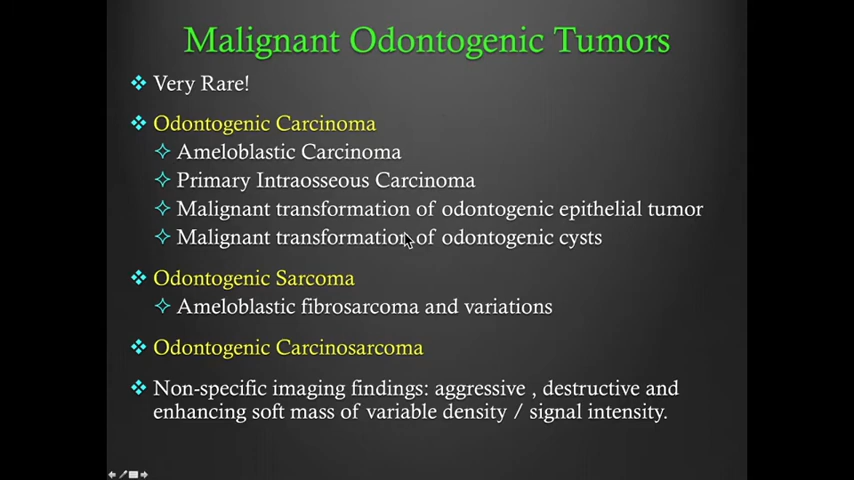 Malignant Odontogenic Tumors
Very Rare!
Odontogenic Carcinoma
Ameloblastic Carcinoma
Primary Intraosseous Carcinoma
Malignant transformation of odontogenic epithelial tumor
Malignant transformation of odontogenic cysts
Odontogenic Sarcoma
Ameloblastic fibrosarcoma and variations
Odontogenic Carcinosarcoma
Non-specific imaging findings: aggressive , destructive and
enhancing soft mass of variable density / signal intensity.